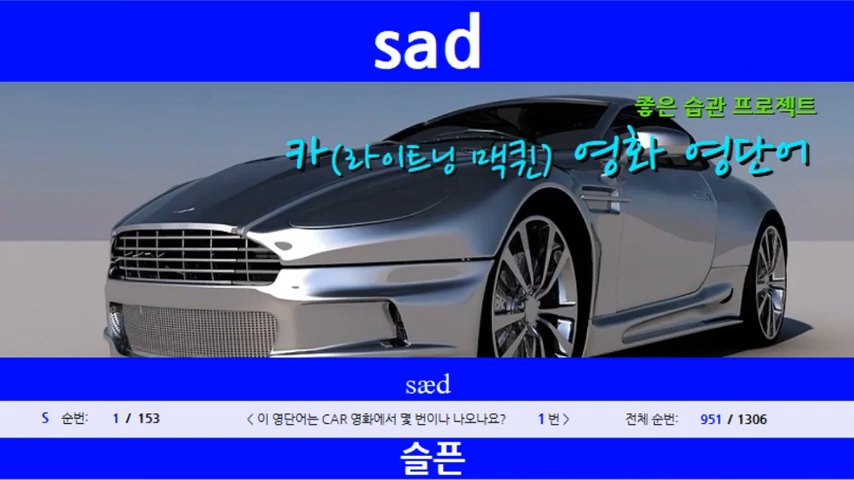 sad
좋은 습관 프로젝트
카(라이트닝 맥퀸) 영화 영단어
sæd
S 순번: 1 / 153 < 이 영단어는 CAR 영화에서 몇 번이나 나오나요? 1 번 > 전체 순번: 951 / 1306
슬픈